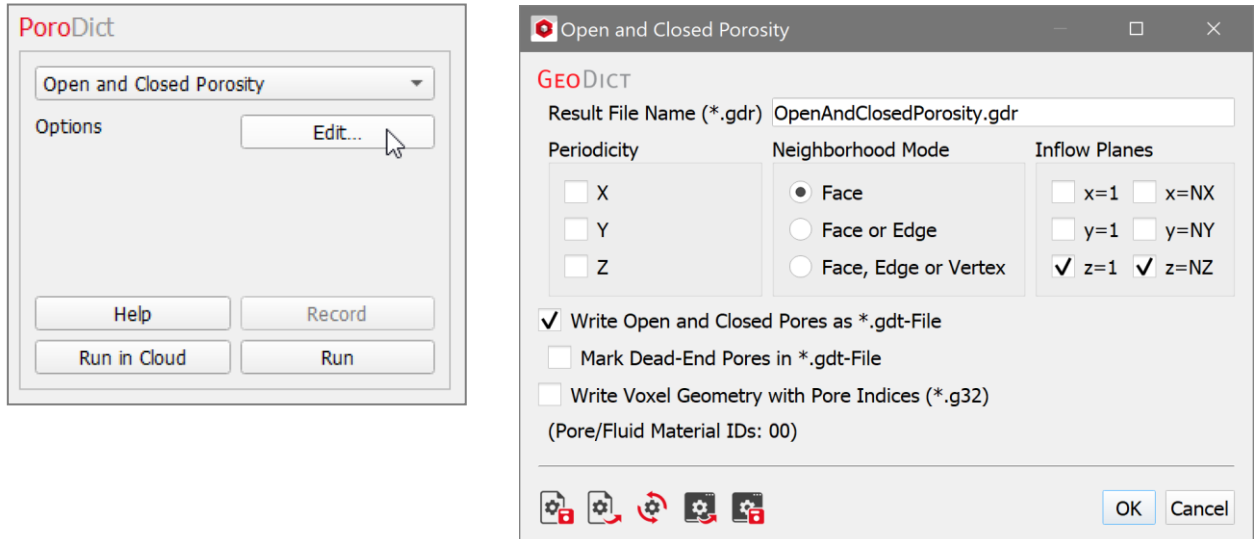 PoroDict
Open and Closed Porosity
Options Edit...
Help Record
Run in Cloud Run
Open and Closed Porosity
GEODICT
Result File Name (*.gdr) OpenAndClosedPorosity.gdr
Periodicity Neighborhood Mode Inflow Planes
X Face x=1 x=NX
Y Face or Edge y=1 y=NY
Z Face, Edge or Vertex z=1 z=NZ
Write Open and Closed Pores as *.gdt-File
Mark Dead-End Pores in *.gdt-File
Write Voxel Geometry with Pore Indices (*.g32)
(Pore/Fluid Material IDs: 00)
OK Cancel